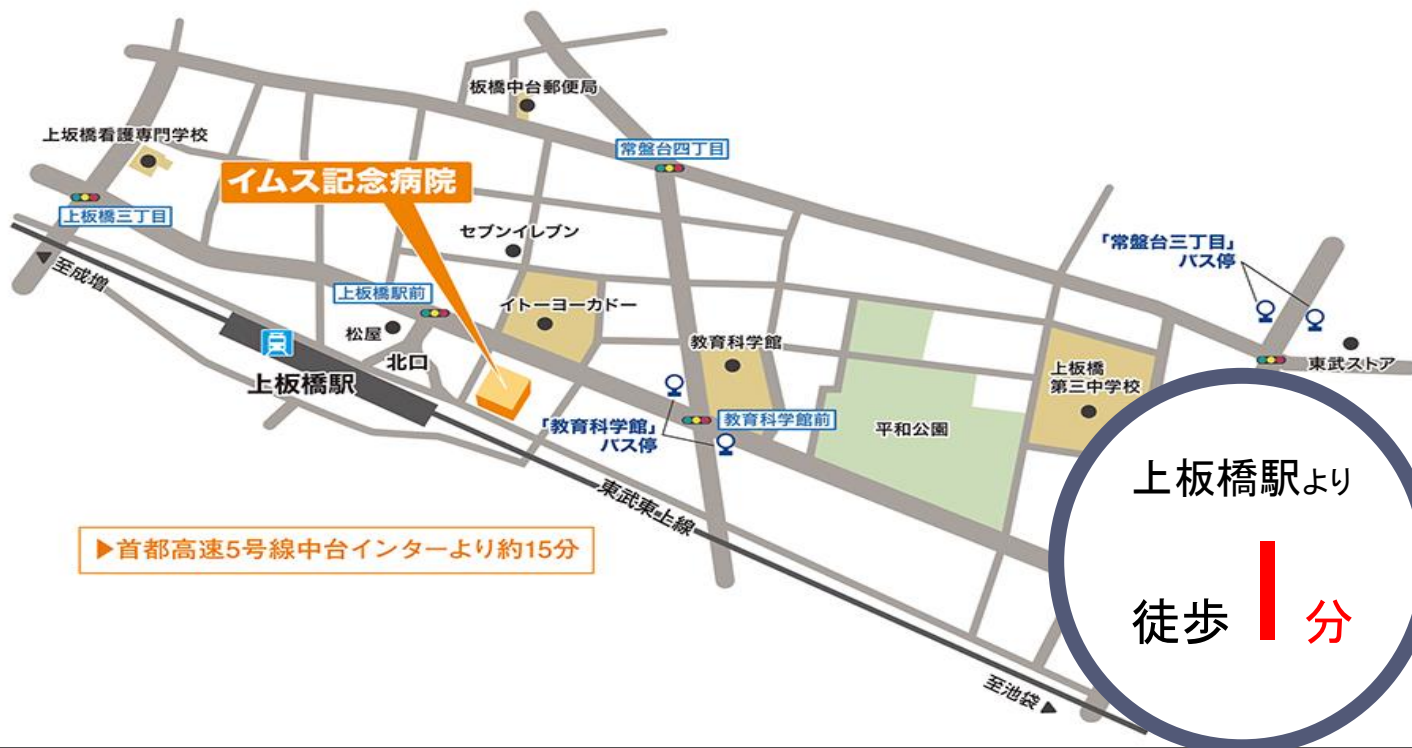 板橋中台郵便局
上坂橋看護専門学校
常盤台四丁目
イムス記念病院
上板橋三丁目
セブンイレブン
「常盤台三丁目」
バス停
至成増
上板橋駅前
イトーヨーカドー
松屋
北口
教育科学館
上板橋駅
上板橋
第三中学校
東武ストア
「教育科学館」
バス停
教育科学館前
平和公園
東武東上線
▶首都高速5号線中台インターより約15分
上板橋駅より
徒歩 1 分
至池袋